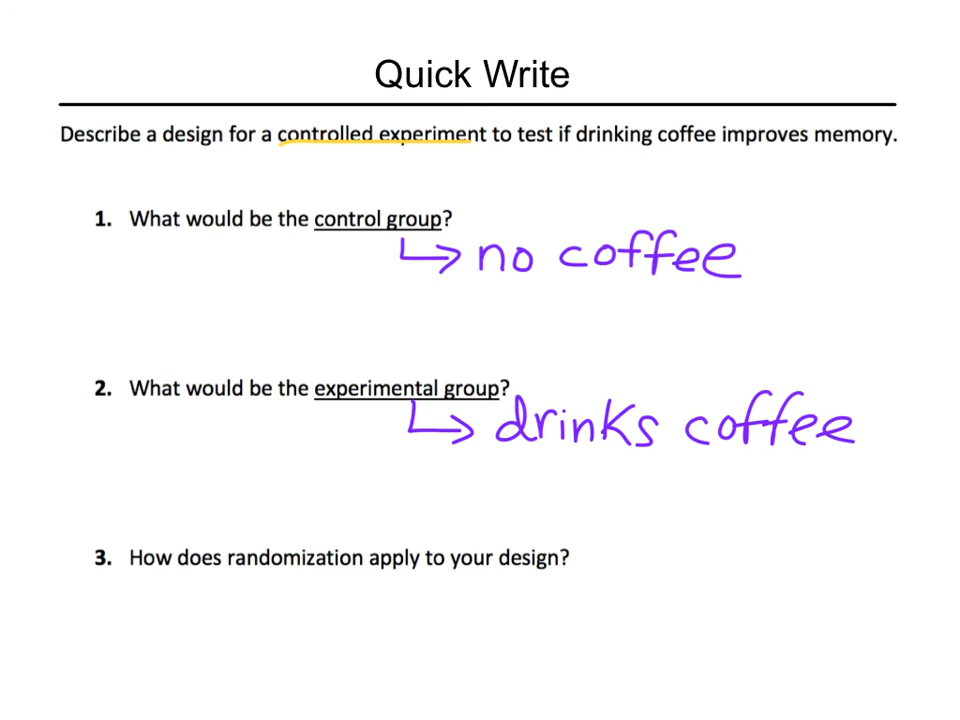 Quick Write
Describe a design for a controlled experiment to test if drinking coffee improves memory.
1. What would be the control group?
↳ no coffee
2. What would be the experimental group?
↳ drinks coffee
3. How does randomization apply to your design?